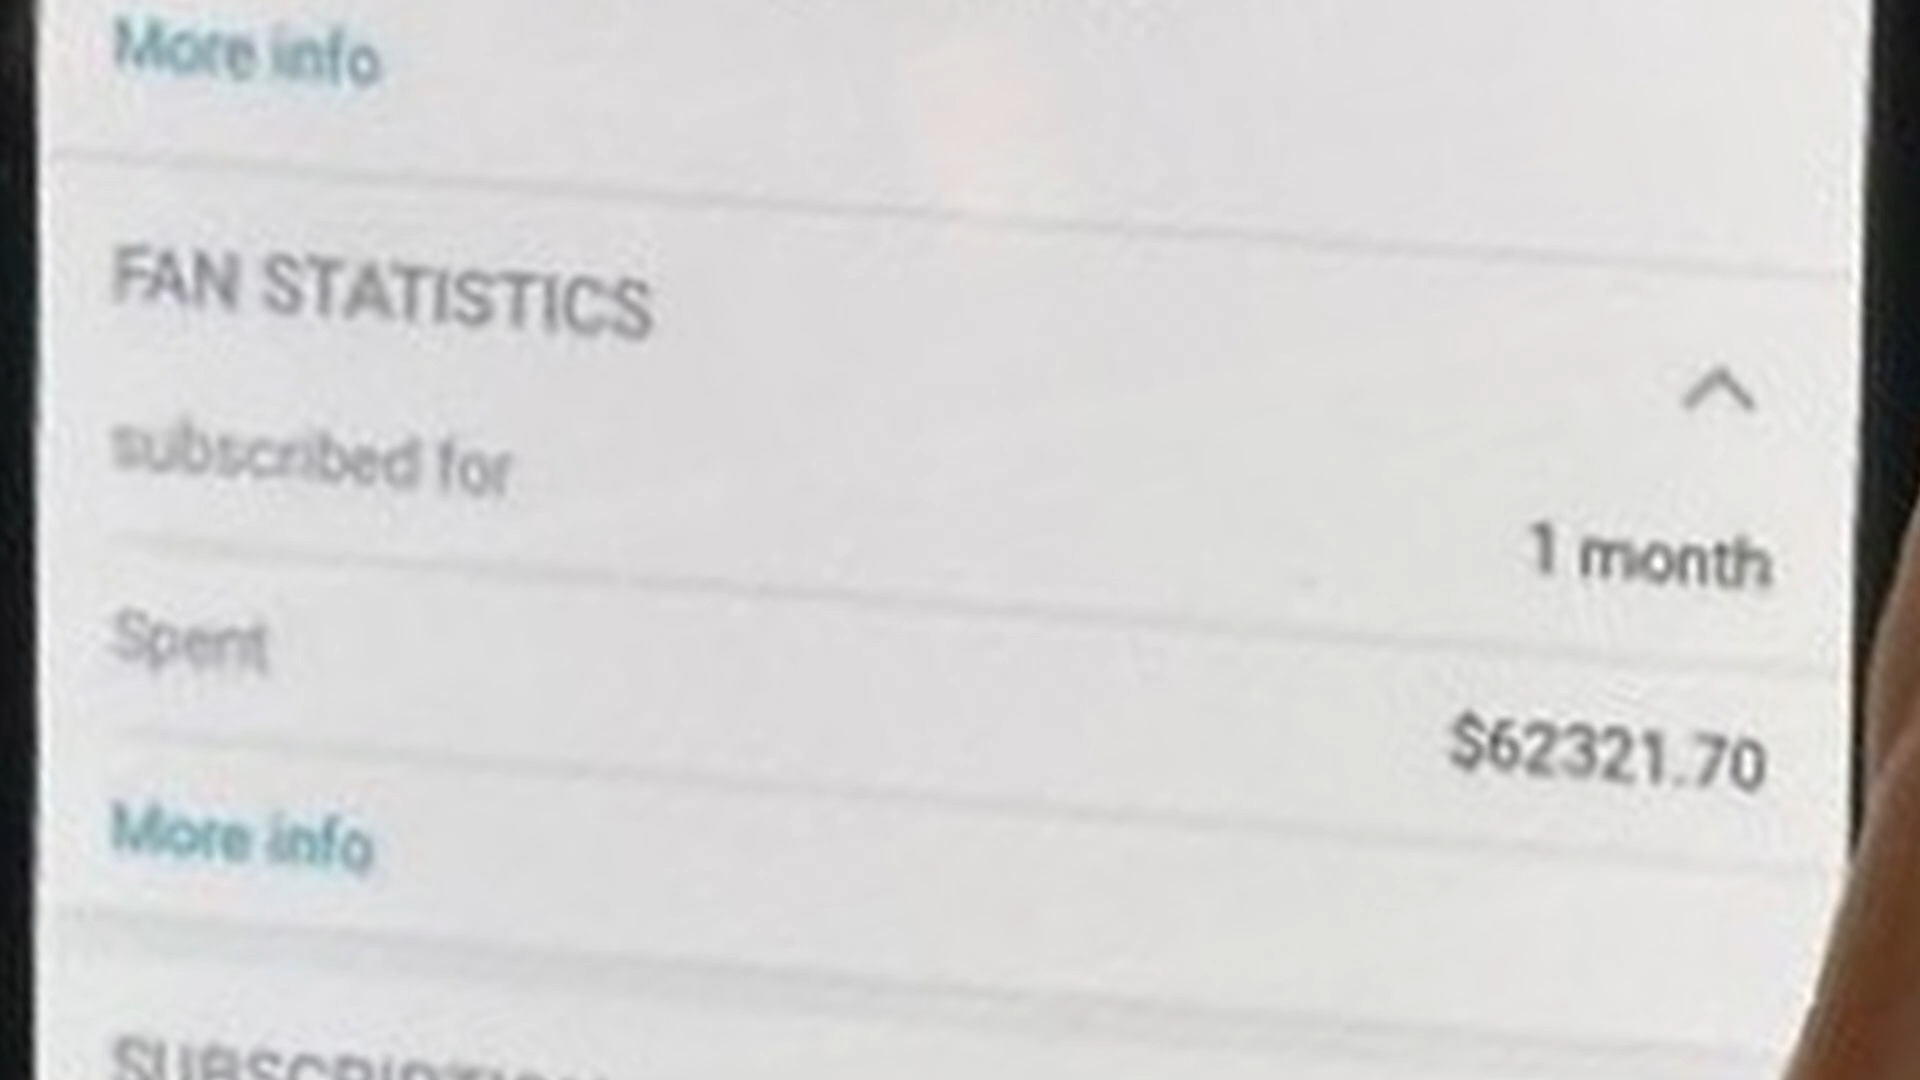 More info
FAN STATISTICS
subscribed for
1 month
Spent
$62321.70
More info